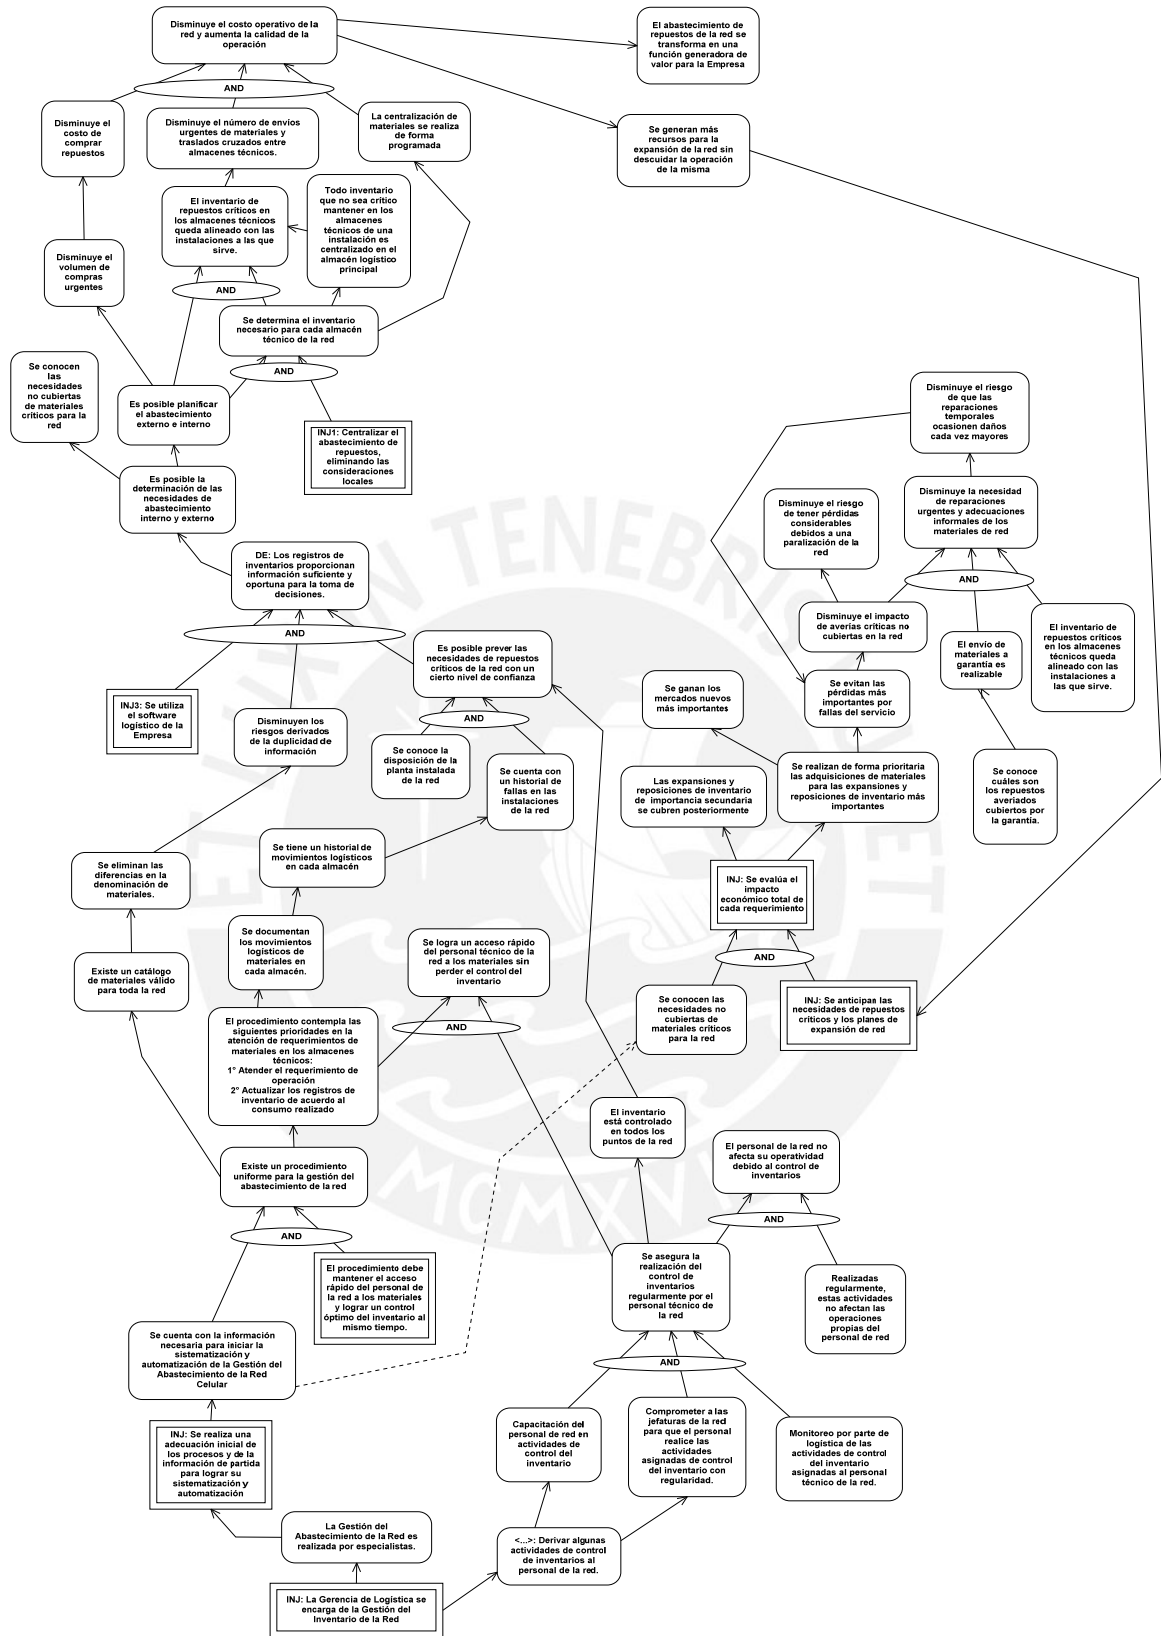 Disminuye el costo operativo de la
red y aumenta la calidad de la
operación
El abastecimiento de
repuestos de la red se
transforma en una
función generadora de
valor para la Empresa
AND
Disminuye el
costo de
comprar
repuestos
Disminuye el número de envíos
urgentes de materiales y
traslados cruzados entre
almacenes técnicos.
La centralización de
materiales se realiza
de forma
programada
Se generan más
recursos para la
expansión de la red sin
descuidar la operación
de la misma
El inventario de
repuestos críticos en
los almacenes técnicos
queda alineado con las
instalaciones a las que
sirve.
Todo inventario
que no sea crítico
mantener en los
almacenes
técnicos de una
instalación es
centralizado en el
almacén logístico
principal
Disminuye el
volumen de
compras
urgentes
AND
Se determina el inventario
necesario para cada almacén
técnico de la red
AND
Se conocen
las
necesidades
no cubiertas
de materiales
críticos para la
red
Es posible planificar
el abastecimiento
externo e interno
INJ1: Centralizar el
abastecimiento de
repuestos,
eliminando las
consideraciones
locales
Disminuye el riesgo
de que las
reparaciones
temporales
ocasionen daños
cada vez mayores
Es posible la
determinación de las
necesidades de
abastecimiento
interno y externo
Disminuye el riesgo
de tener pérdidas
considerables
debidos a una
paralización de la
red
Disminuye la necesidad
de reparaciones
urgentes y adecuaciones
informales de los
materiales de red
DE: Los registros de
inventarios proporcionan
información suficiente y
oportuna para la toma de
decisiones.
AND
AND
Es posible prever las
necesidades de repuestos
críticos de la red con un
cierto nivel de confianza
Disminuye el impacto
de averías críticas no
cubiertas en la red
El envío de
materiales a
garantía es
realizable
El inventario de
repuestos críticos
en los almacenes
técnicos queda
alineado con las
instalaciones a
las que sirve.
INJ3: Se utiliza
el software
logístico de la
Empresa
Disminuyen los
riesgos derivados
de la duplicidad de
información
AND
Se ganan los
mercados nuevos
más importantes
Se evitan las
pérdidas más
importantes por
fallas del servicio
Se conoce la
disposición de la
planta instalada
de la red
Se cuenta con
un historial de
fallas en las
instalaciones
de la red
Las expansiones y
reposiciones de inventario
de importancia secundaria
se cubren posteriormente
Se realizan de forma prioritaria
las adquisiciones de materiales
para las expansiones y
reposiciones de inventario más
importantes
Se conoce
cuáles son
los repuestos
averiados
cubiertos por
la garantía.
Se eliminan las
diferencias en la
denominación de
materiales.
Se tiene un historial de
movimientos logísticos
en cada almacén
INJ: Se evalúa el
impacto
económico total de
cada requerimiento
Existe un catálogo
de materiales válido
para toda la red
Se documentan
los movimientos
logísticos de
materiales en
cada almacén.
Se logra un acceso rápido
del personal técnico de la
red a los materiales sin
perder el control del
inventario
AND
Se conocen las
necesidades no
cubiertas de
materiales críticos
para la red
INJ: Se anticipan las
necesidades de repuestos
críticos y los planes de
expansión de red
El procedimiento contempla las
siguientes prioridades en la
atención de requerimientos de
materiales en los almacenes
técnicos:
1° Atender el requerimiento de
operación
2° Actualizar los registros de
inventario de acuerdo al
consumo realizado
AND
El inventario
está controlado
en todos los
puntos de la red
El personal de la red no
afecta su operatividad
debido al control de
inventarios
Existe un procedimiento
uniforme para la gestión del
abastecimiento de la red
AND
AND
El procedimiento debe
mantener el acceso
rápido del personal de
la red a los materiales
y lograr un control
óptimo del inventario al
mismo tiempo.
Se asegura la
realización del
control de
inventarios
regularmente por el
personal técnico de
la red
Realizadas
regularmente,
estas actividades
no afectan las
operaciones
propias del
personal de red
Se cuenta con la información
necesaria para iniciar la
sistematización y
automatización de la Gestión del
Abastecimiento de la Red
Celular
AND
INJ: Se realiza una
adecuación inicial de
los procesos y de la
información de partida
para lograr su
sistematización y
automatización
Capacitación del
personal de red en
actividades de
control del
inventario
Comprometer a las
jefaturas de la red
para que el personal
realice las
actividades
asignadas de control
del inventario con
regularidad.
Monitoreo por parte de
logística de las
actividades de control
del inventario
asignadas al personal
técnico de la red.
La Gestión del
Abastecimiento de la Red es
realizada por especialistas.
<...>: Derivar algunas
actividades de control
de inventarios al
personal de la red.
INJ: La Gerencia de Logística se
encarga de la Gestión del
Inventario de la Red
ET LUX IN TENEBRIS LUCET
MCMXVII